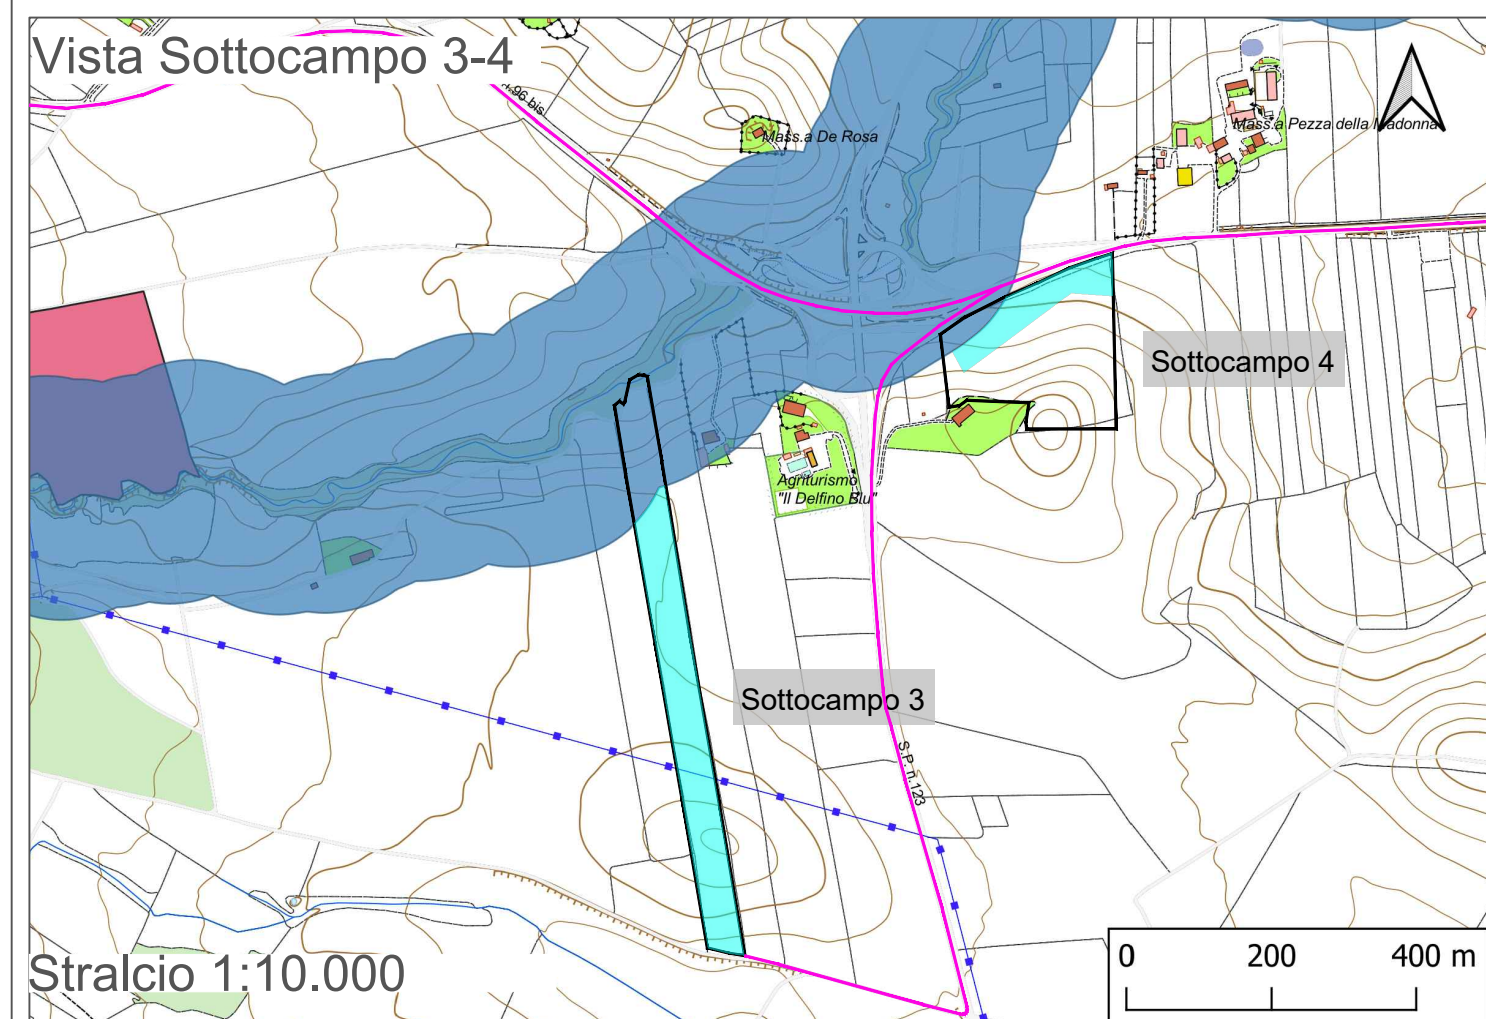 Vista Sottocampo 3-4
.96 bis
Mass.a De Rosa
Mass.a Pezza della Madonna
Sottocampo 4
Agriturismo
"Il Delfino Blu"
Sottocampo 3
S.P. n.123
Stralcio 1:10.000
0 200 400 m